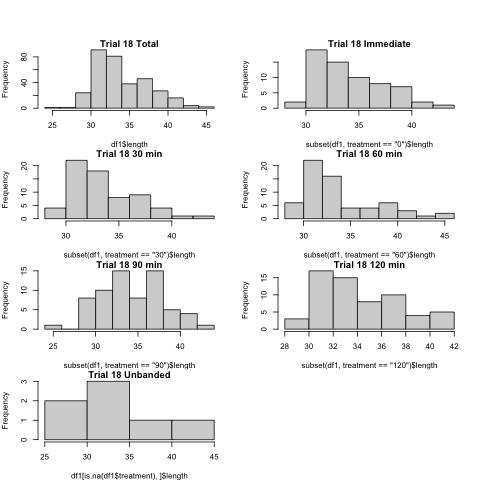 Trial 18 Total
Frequency
0 40 80
25 30 35 40 45
df1$length
Trial 18 Immediate
Frequency
0 5 15
30 35 40
subset(df1, treatment == "0")$length
Trial 18 30 min
Frequency
0 5 10 20
30 35 40
subset(df1, treatment == "30")$length
Trial 18 60 min
Frequency
0 5 10 20
30 35 40 45
subset(df1, treatment == "60")$length
Trial 18 90 min
Frequency
0 5 10 15
25 30 35 40
subset(df1, treatment == "90")$length
Trial 18 120 min
Frequency
0 5 10 15
28 30 32 34 36 38 40 42
subset(df1, treatment == "120")$length
Trial 18 Unbanded
Frequency
0 1 2 3
25 30 35 40 45
df1[is.na(df1$treatment), ]$length